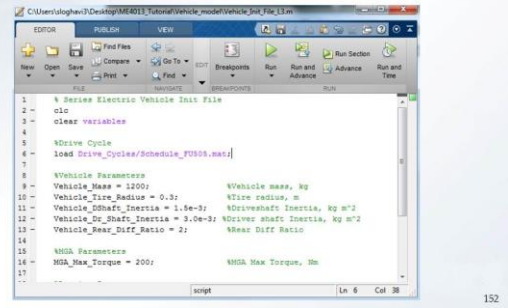 C:\Users\sloghavi3\Desktop\ME4013_Tutorial\Vehicle_model\Vehicle_Init_File_L3.m
EDITOR PUBLISH VIEW
New Open Save Find Files Compare Print Go To Find EDIT Breakpoints Run Run and Advance Run Section Advance Run and Time
FILE NAVIGATE BREAKPOINTS RUN
1 % Series Electric Vehicle Init File
2 - clc
3 - clear variables
4
5 %Drive Cycle
6 - load Drive_Cycles/Schedule_FU505.mat;
7
8 %Vehicle Parameters
9 - Vehicle_Mass = 1200; %Vehicle mass, kg
10 - Vehicle_Tire_Radius = 0.3; %Tire radius, m
11 - Vehicle_DShaft_Inertia = 1.5e-3; %Driveshaft Inertia, kg m^2
12 - Vehicle_Dr_Shaft_Inertia = 3.0e-3; %Driver shaft Inertia, kg m^2
13 - Vehicle_Rear_Diff_Ratio = 2; %Rear Diff Ratio
14
15 %MGA Parameters
16 - MGA_Max_Torque = 200; %MGA Max Torque, Nm
17
script Ln 6 Col 38
152